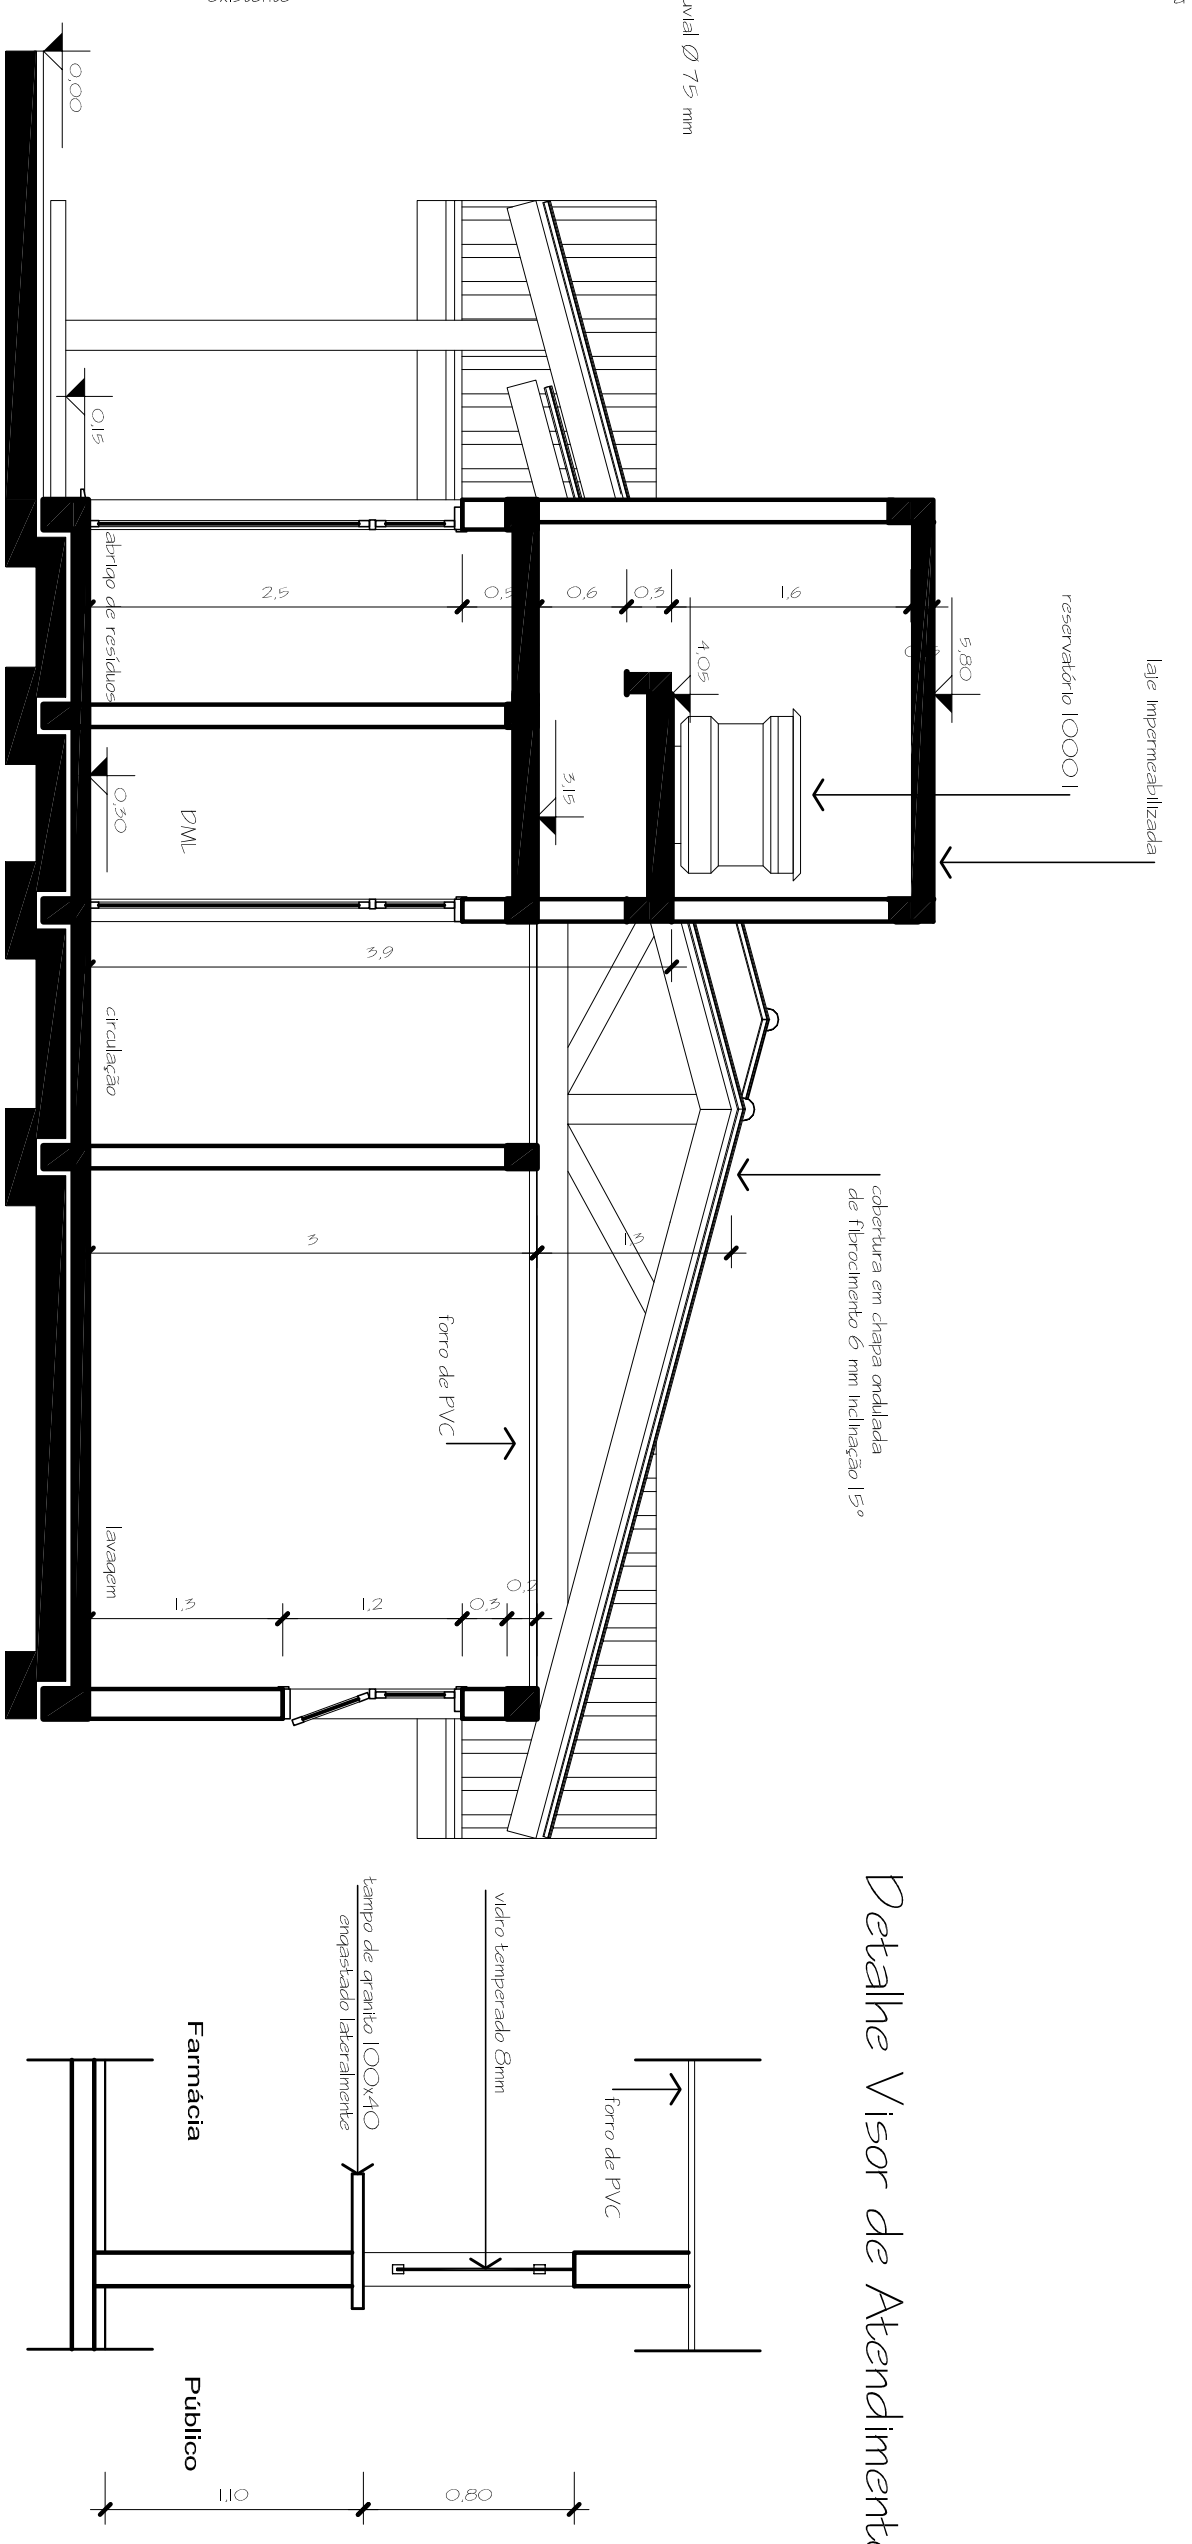 Ø 75 mm
laje impermeabilizada
reservatório 1000 l
5,80
4,05
3,15
0,30
0,15
0,00
1,6
0,3
0,6
0,5
2,5
3,9
3
1,3
0,2
0,3
1,2
1,3
abrigo de resíduos
DML
circulação
lavagem
cobertura em chapa ondulada
de fibrocimento 6 mm inclinação 15º
forro de PVC
Detalhe Visor de Atendiment
forro de PVC
vidro temperado 8mm
tampo de granito 100x40
engastado lateralmente
Farmácia
Público
0,80
1,10